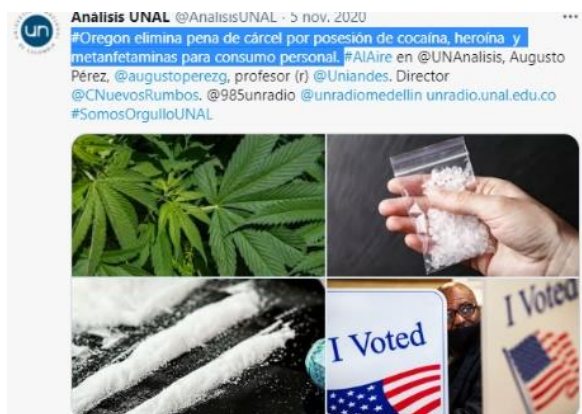 un
Análisis UNAL @AnalisisUNAL · 5 nov. 2020
#Oregon elimina pena de cárcel por posesión de cocaína, heroína y
metanfetaminas para consumo personal. #AlAire en @UNAnalisis, Augusto
Pérez, @augustoperezg, profesor (r) @Uniandes. Director
@CNuevosRumbos. @985unradio @unradiomedellin unradio.unal.edu.co
#SomosOrgulloUNAL
I Voted
I Voted